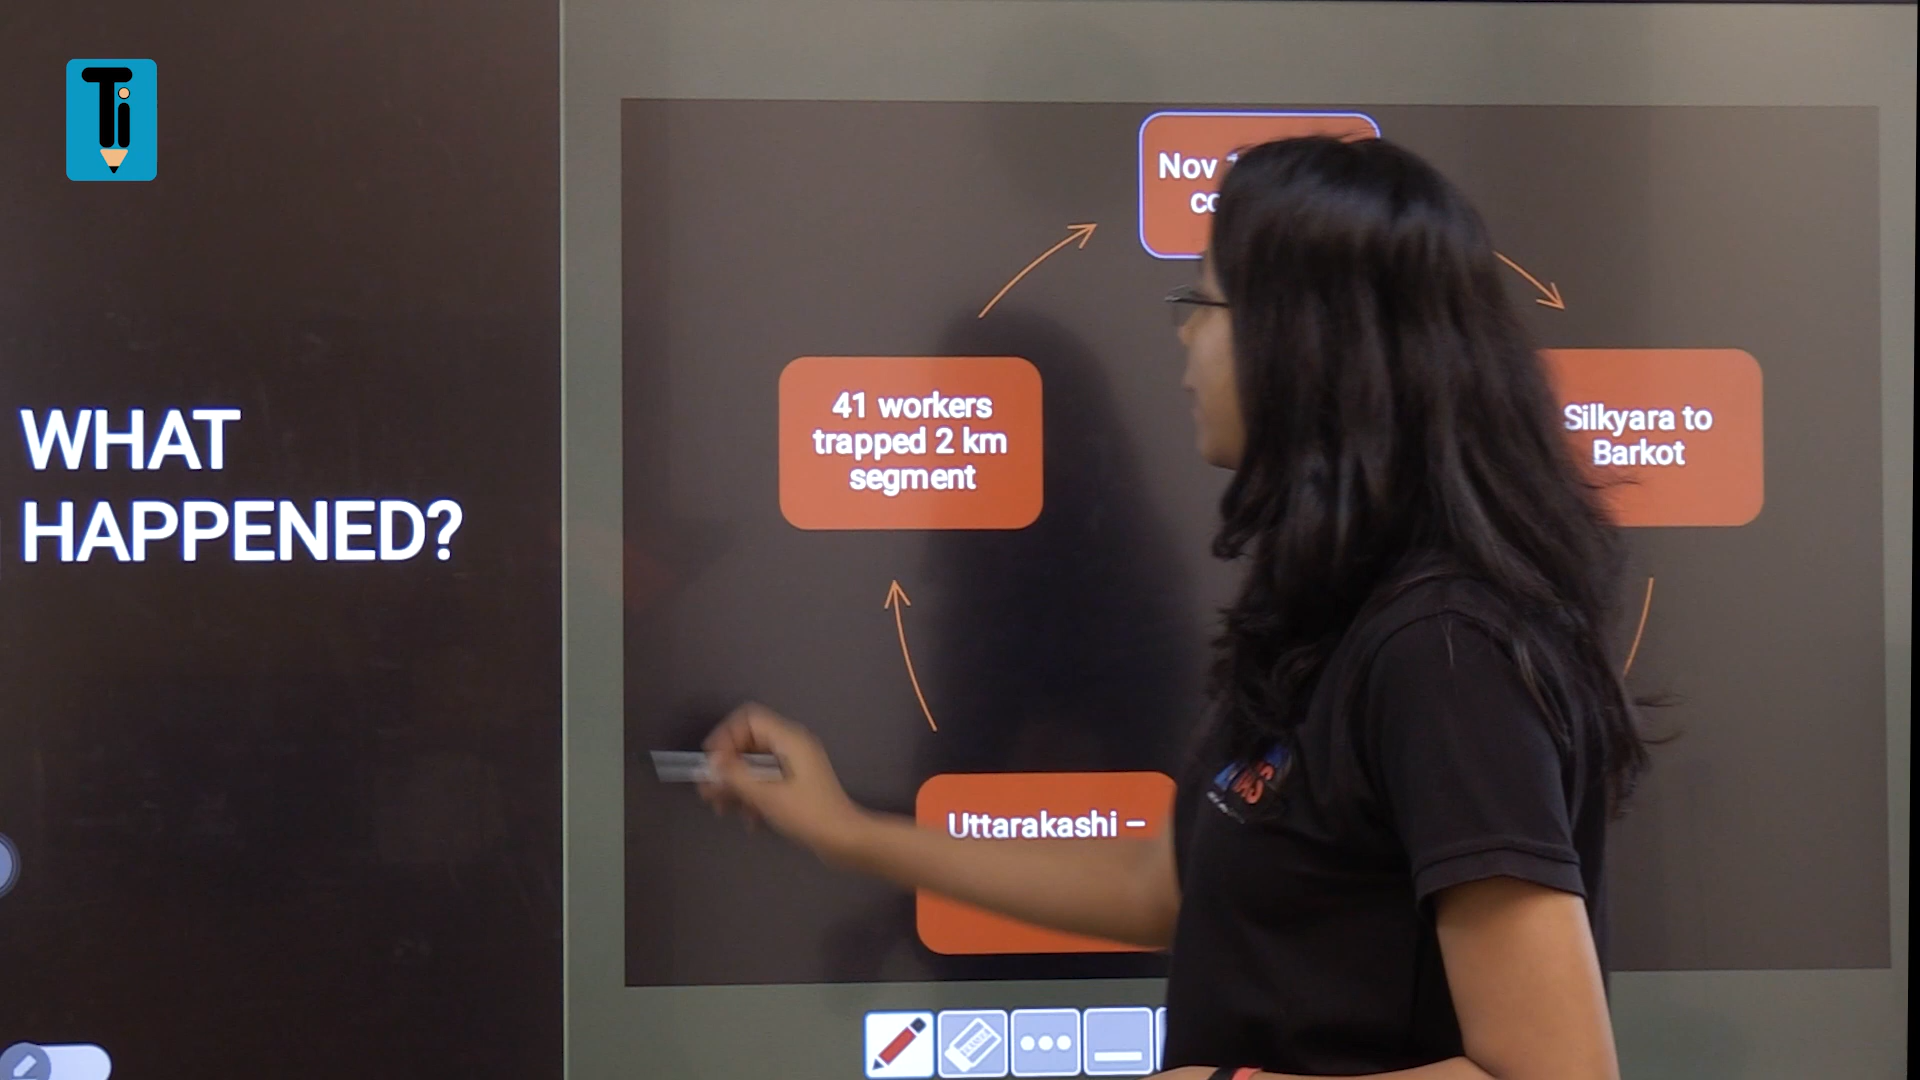 Ti
WHAT
HAPPENED?
Nov
41 workers
trapped 2 km
segment
Silkyara to
Barkot
Uttarakashi –